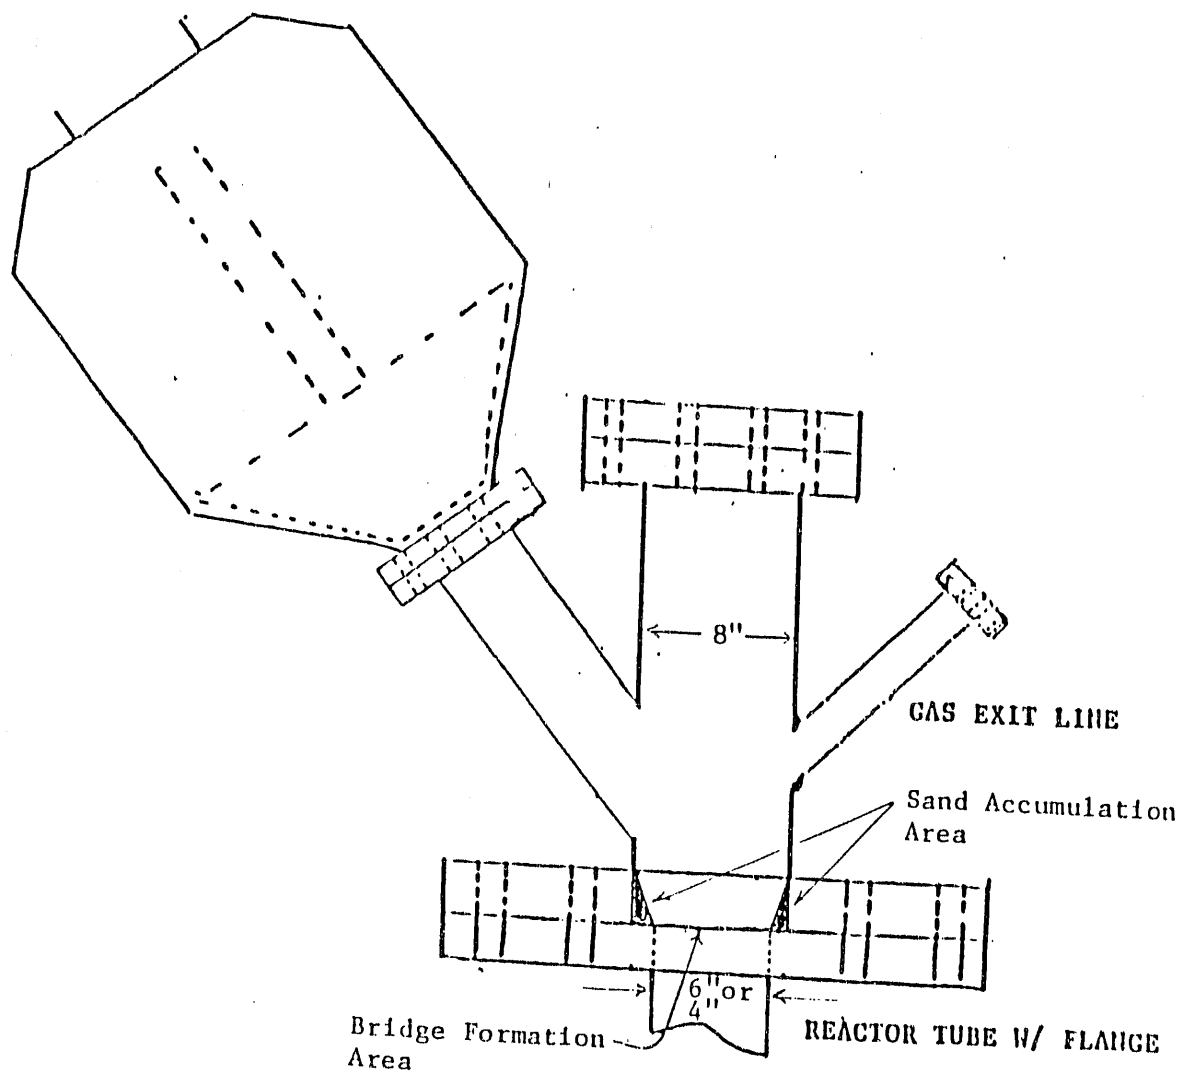 8"
GAS EXIT LINE
Sand Accumulation
Area
6" or
4"
REACTOR TUBE W/ FLANGE
Bridge Formation
Area